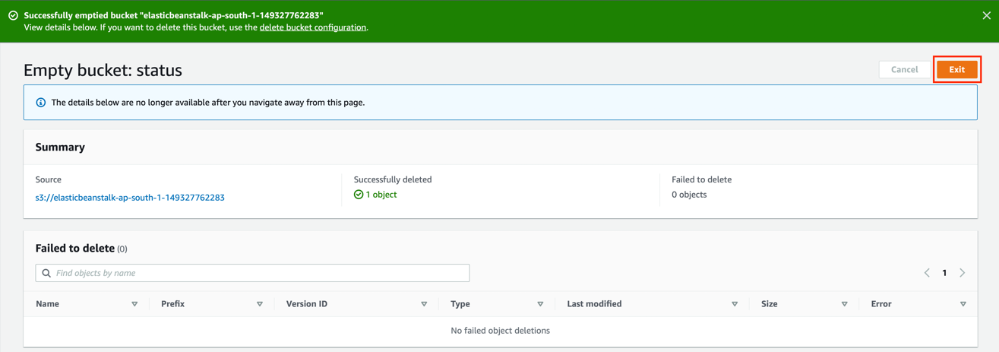 Successfully emptied bucket "elasticbeanstalk-ap-south-1-149327762283"
View details below. If you want to delete this bucket, use the delete bucket configuration.
Empty bucket: status
Cancel
Exit
The details below are no longer available after you navigate away from this page.
Summary
Source
Successfully deleted
Failed to delete
s3://elasticbeanstalk-ap-south-1-149327762283
1 object
0 objects
Failed to delete (0)
Find objects by name
1
Name
Prefix
Version ID
Type
Last modified
Size
Error
No failed object deletions